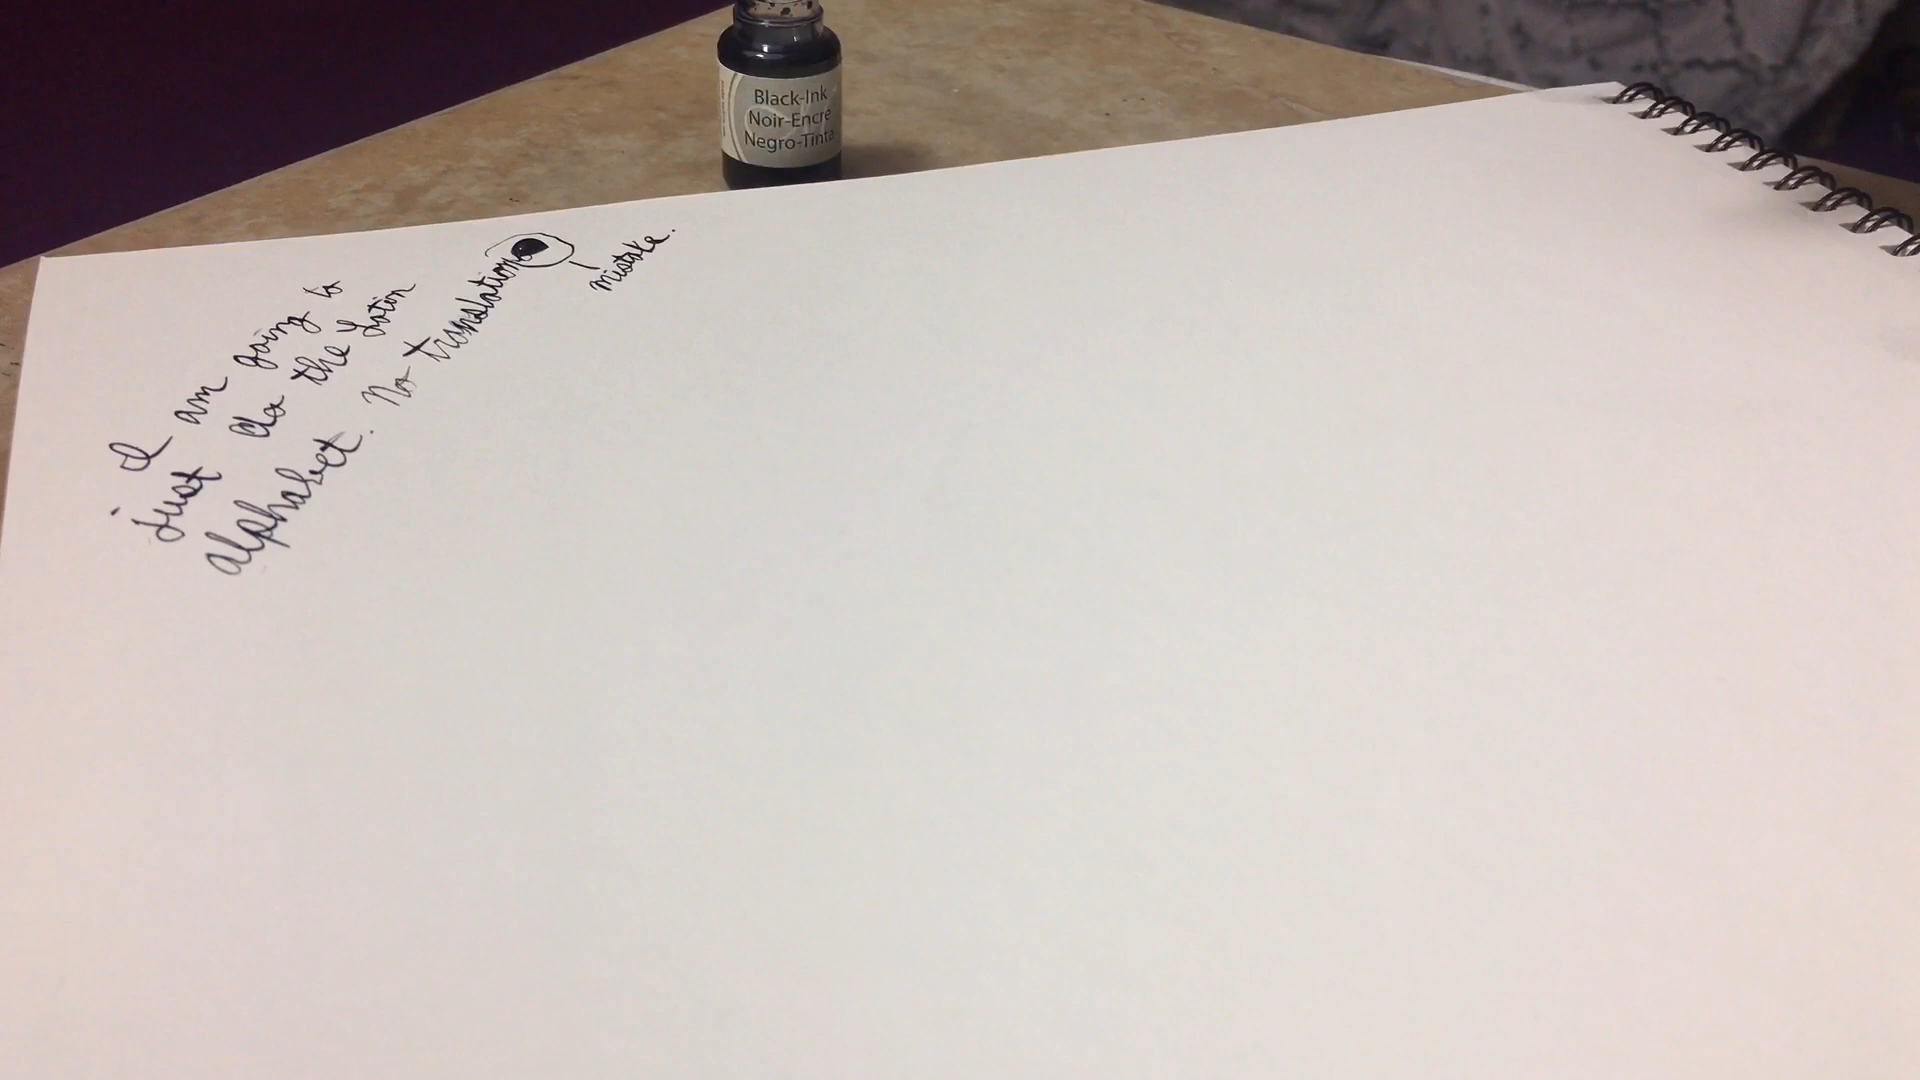 Black-Ink
Noir-Encre
Negro-Tinta
I am going to
just do the Latin
alphabet. No translation
mistake.